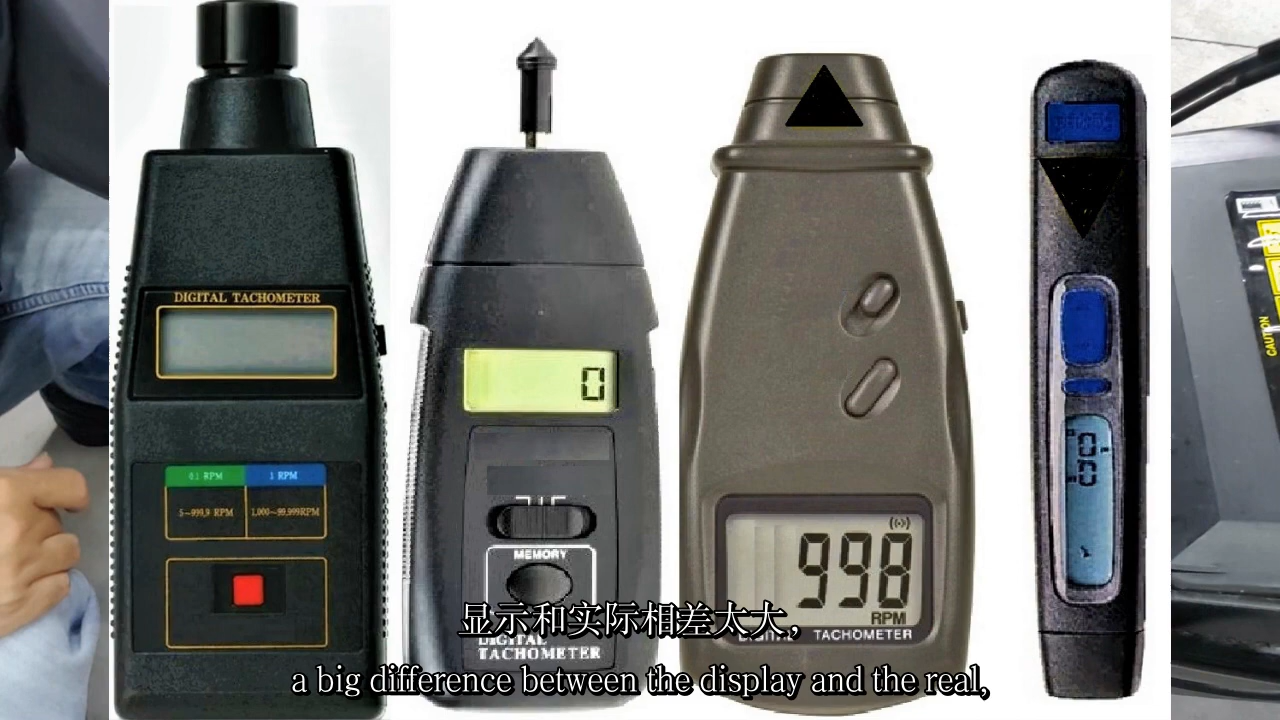 DIGITAL TACHOMETER
0.1 RPM
1 RPM
5~999.9 RPM
1,000~99,999RPM
0
MEMORY
DIGITAL
TACHOMETER
998
RPM
TACHOMETER
CAUTION
显示和实际相差太大，
a big difference between the display and the real,